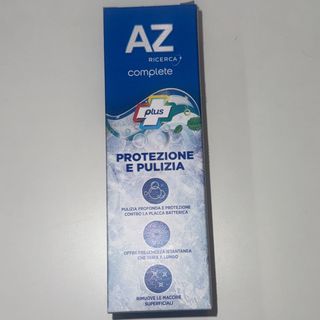 AZ
RICERCA
complete
plus
PROTEZIONE
E PULIZIA
PULIZIA PROFONDA E PROTEZIONE
CONTRO LA PLACCA BATTERICA
OFFRE FRESCHEZZA ISTANTANEA
CHE DURA A LUNGO
RIMUOVE LE MACCHIE
SUPERFICIALI